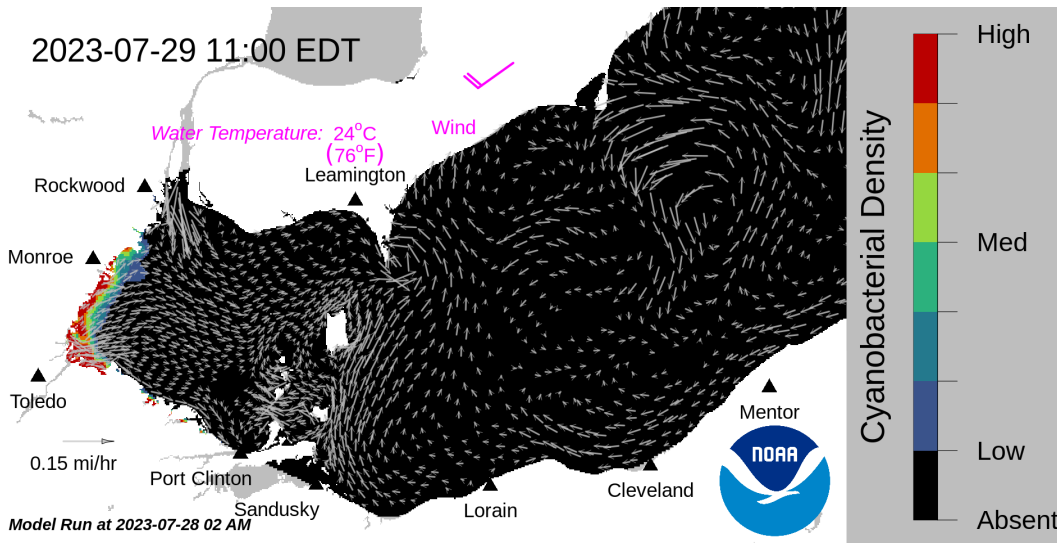 2023-07-29 11:00 EDT
Water Temperature: 24°C
(76°F)
Wind
Leamington
Rockwood
Monroe
Toledo
0.15 mi/hr
Port Clinton
Sandusky
Lorain
Cleveland
Mentor
NOAA
Model Run at 2023-07-28 02 AM
Cyanobacterial Density
High
Med
Low
Absent